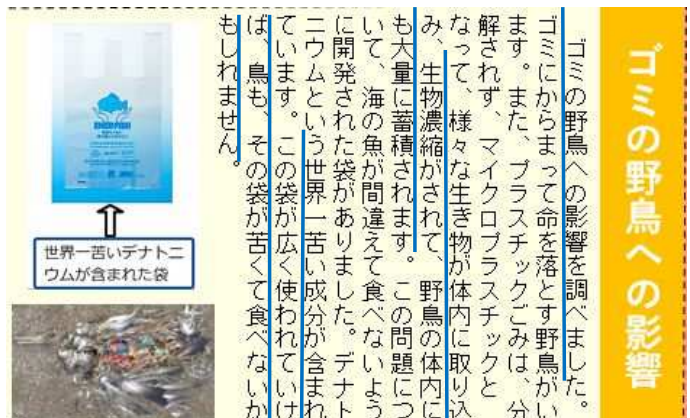 ゴミの野鳥への影響
ゴミの野鳥への影響を調べました。
ゴミにからまって命を落とす野鳥がい
ます。また、プラスチックごみは、分
解されず、マイクロプラスチックと
なって、様々な生き物が体内に取り込
み、生物濃縮がされて、野鳥の体内に
も大量に蓄積されます。この問題につ
いて、海の魚が間違えて食べないよう
に開発された袋がありました。デナト
ニウムという世界一苦い成分が含まれ
ています。この袋が広く使われていけ
ば、鳥も、その袋が苦くて食べないか
もしれません。
世界一苦いデナトニ
ウムが含まれた袋